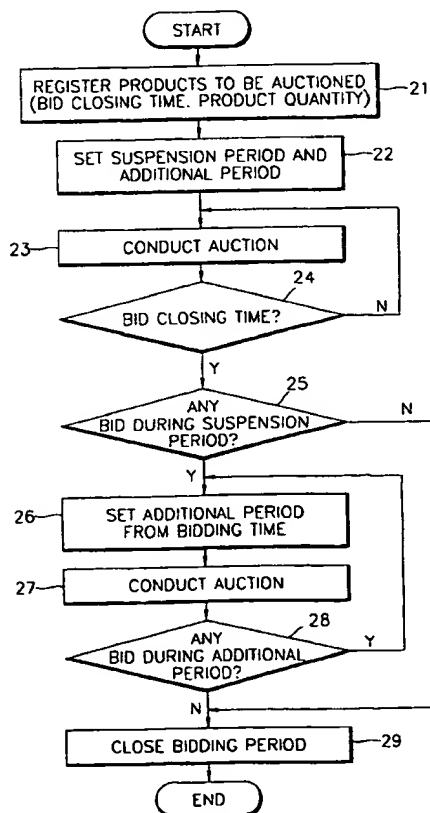 START
REGISTER PRODUCTS TO BE AUCTIONED
(BID CLOSING TIME. PRODUCT QUANTITY)
21
SET SUSPENSION PERIOD AND
ADDITIONAL PERIOD
22
23
CONDUCT AUCTION
24
BID CLOSING TIME?
N
Y
25
ANY
BID DURING SUSPENSION
PERIOD?
N
Y
26
SET ADDITIONAL PERIOD
FROM BIDDING TIME
27
CONDUCT AUCTION
28
ANY
BID DURING ADDITIONAL
PERIOD?
Y
N
CLOSE BIDDING PERIOD
29
END